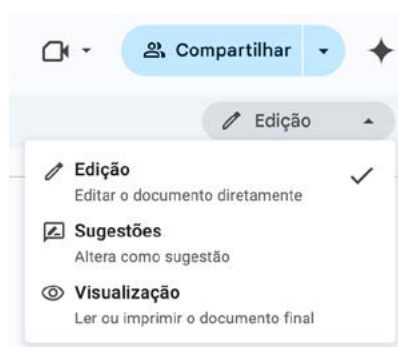 Compartilhar
Edição
Edição
Editar o documento diretamente
Sugestões
Altera como sugestão
Visualização
Ler ou imprimir o documento final